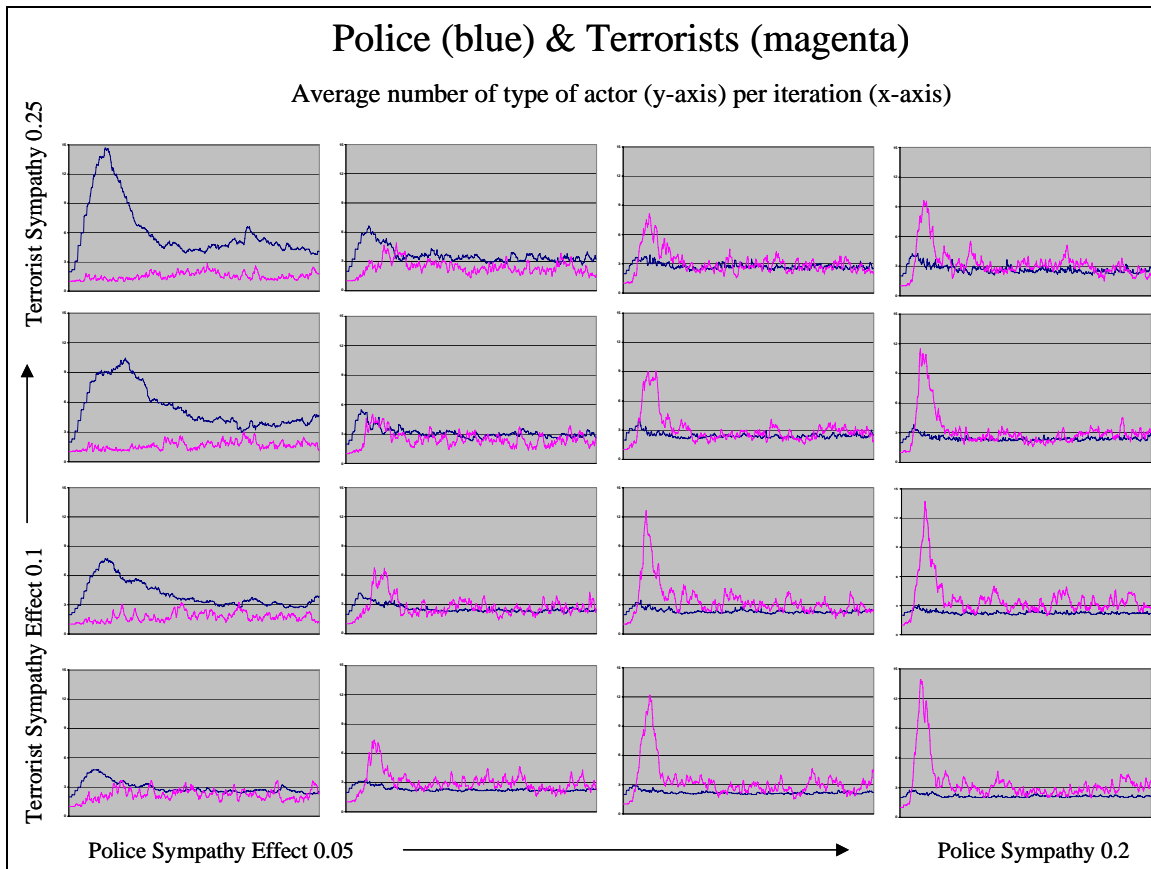 Police (blue) & Terrorists (magenta)
Average number of type of actor (y-axis) per iteration (x-axis)
Terrorist Sympathy 0.25
Terrorist Sympathy Effect 0.1
Police Sympathy Effect 0.05
Police Sympathy 0.2